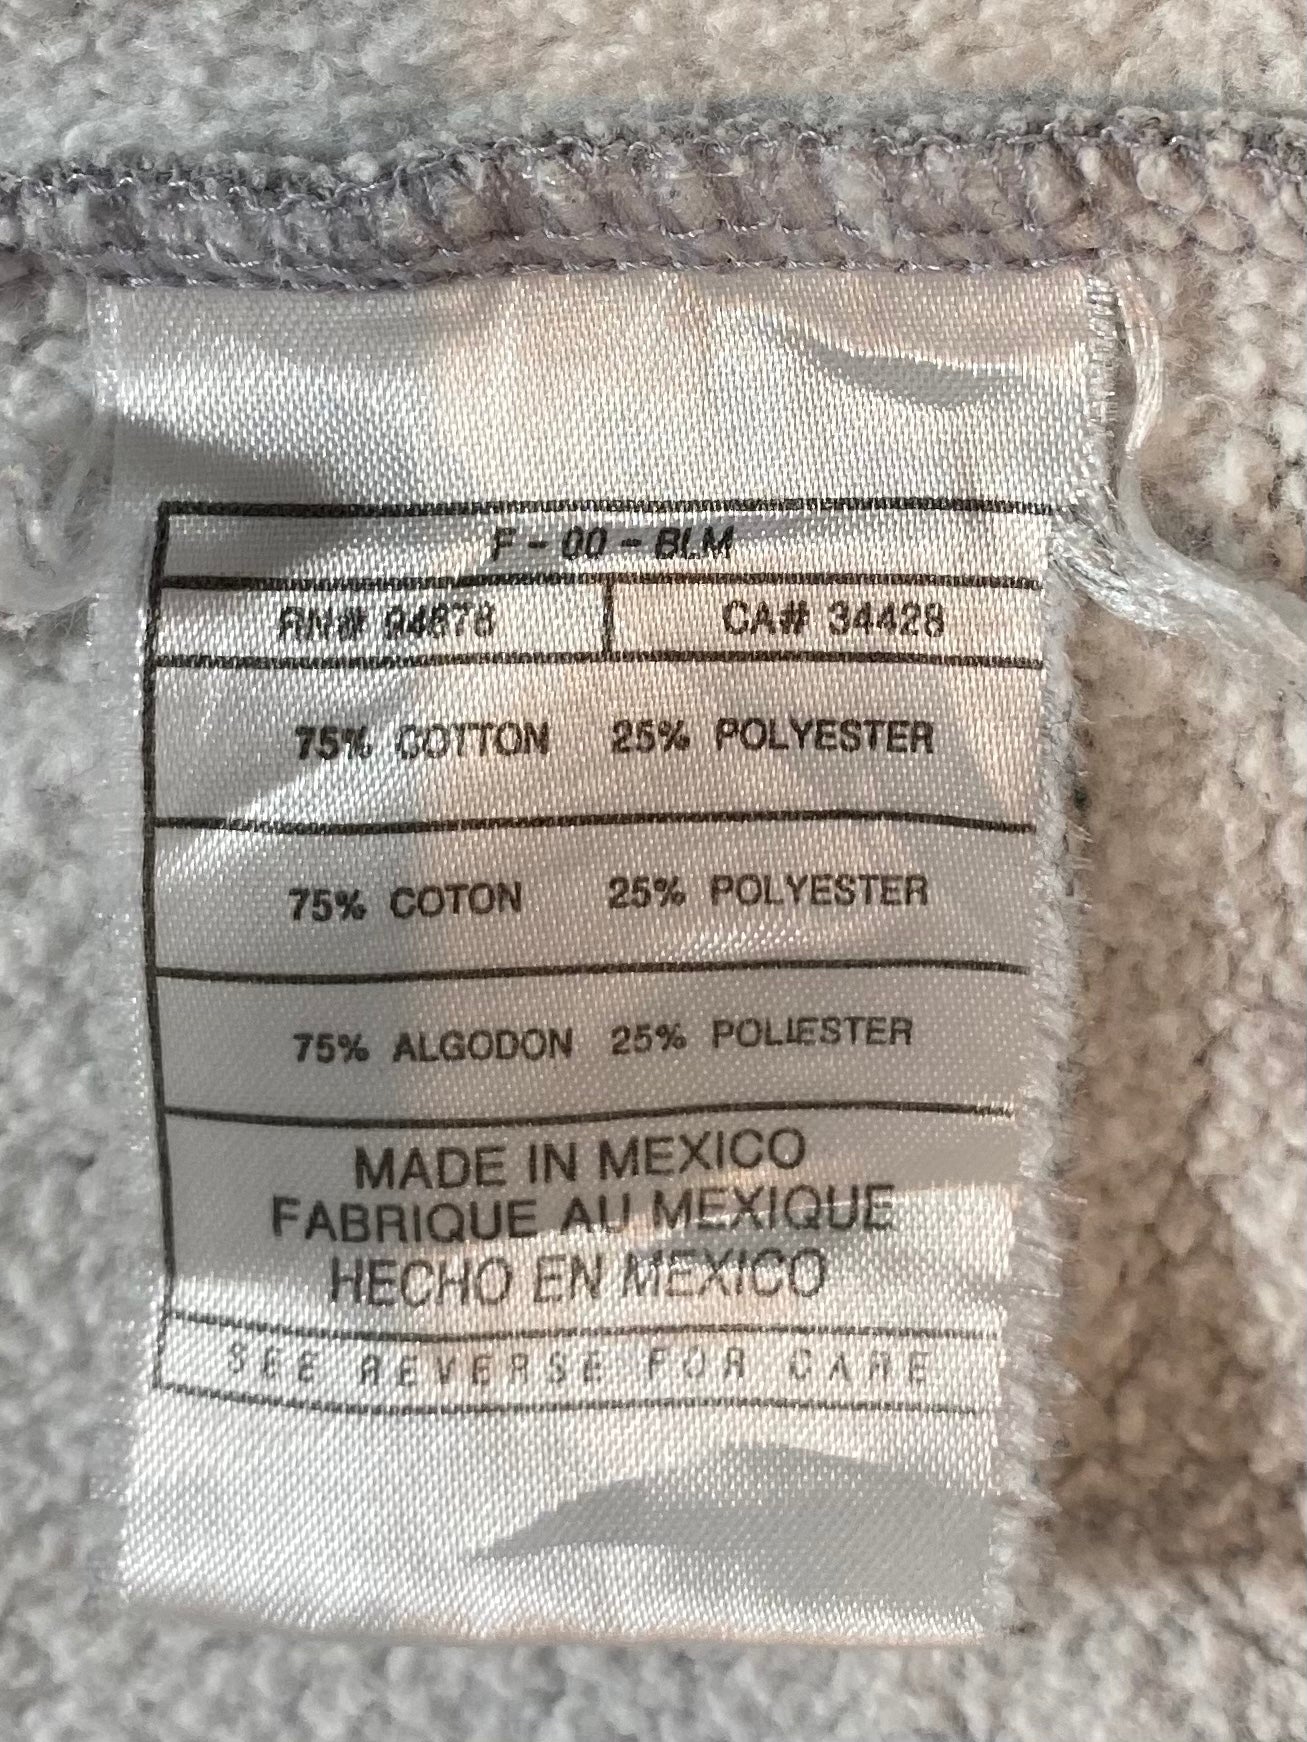 F - 00 - BLM
RN# 94878 CA# 34428
75% COTTON 25% POLYESTER
75% COTON 25% POLYESTER
75% ALGODON 25% POLIESTER
MADE IN MEXICO
FABRIQUE AU MEXIQUE
HECHO EN MEXICO
SEE REVERSE FOR CARE